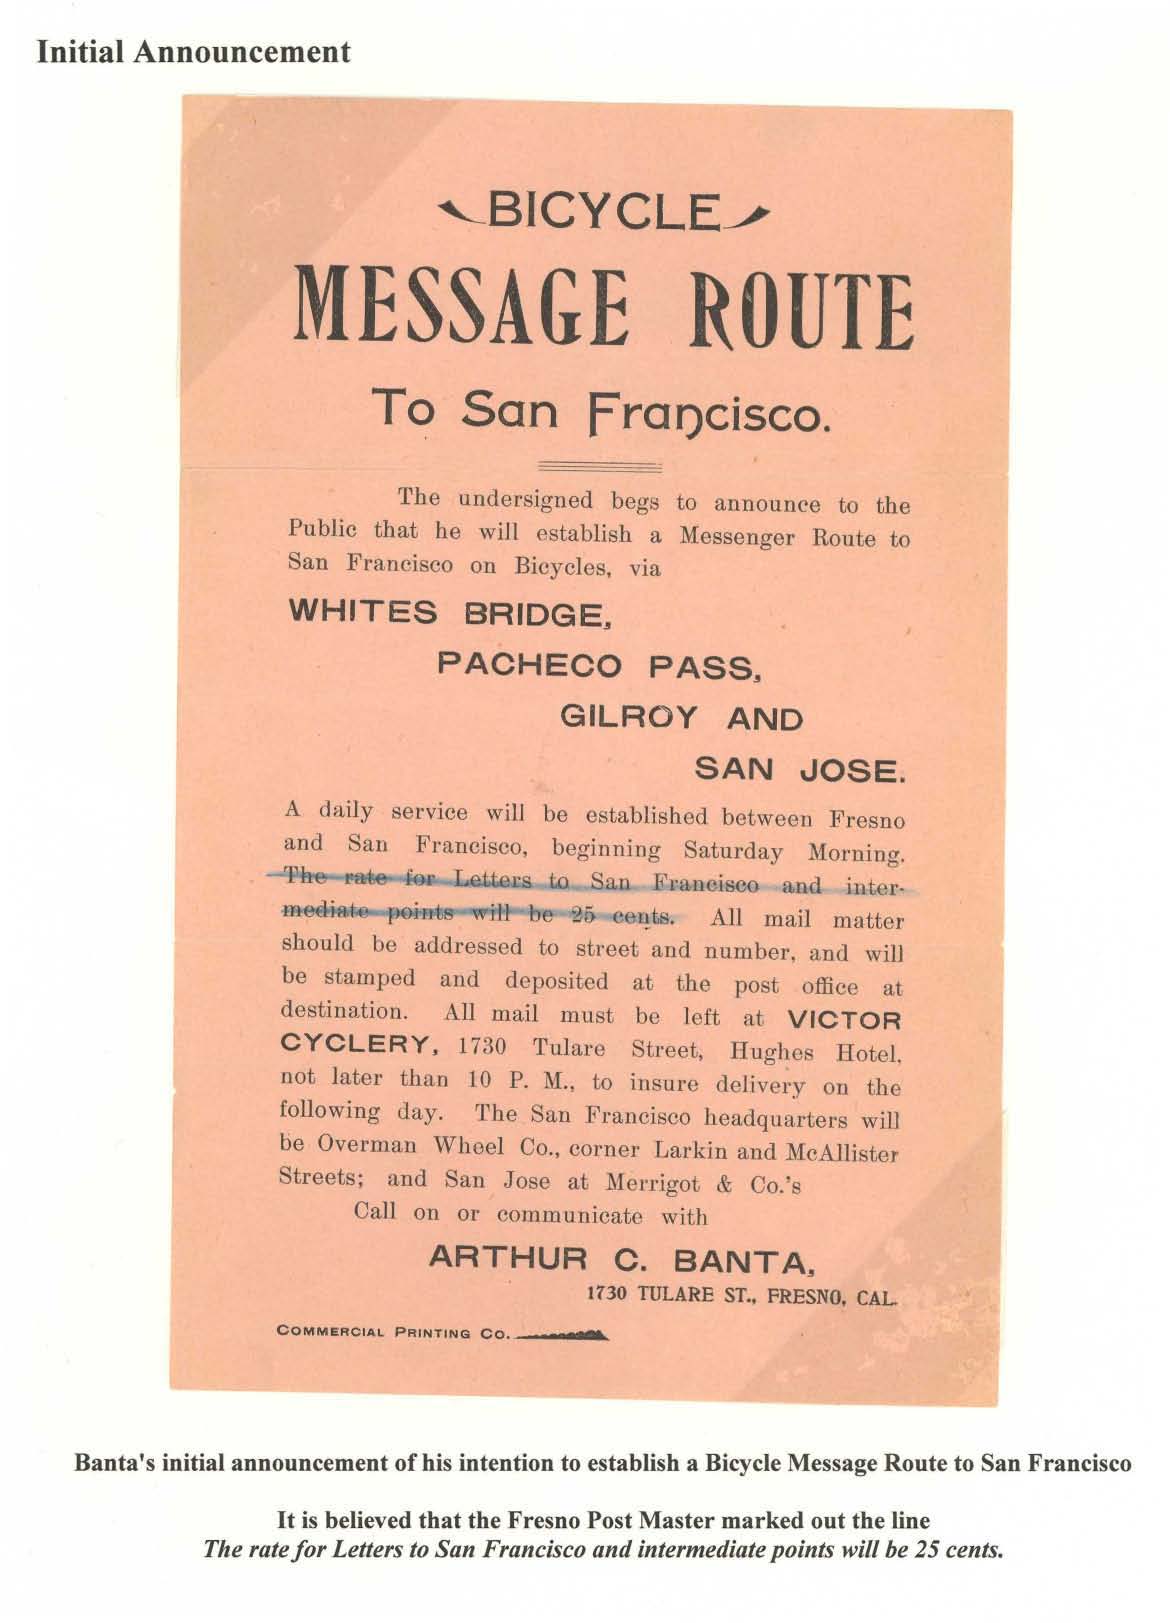 Initial Announcement
BICYCLE
MESSAGE ROUTE
To San Francisco.
The undersigned begs to announce to the
Public that he will establish a Messenger Route to
San Francisco on Bicycles, via
WHITES BRIDGE,
PACHECO PASS,
GILROY AND
SAN JOSE.
A daily service will be established between Fresno
and San Francisco, beginning Saturday Morning.
The rate for Letters to San Francisco and inter-
mediate points will be 25 cents. All mail matter
should be addressed to street and number, and will
be stamped and deposited at the post office at
destination. All mail must be left at VICTOR
CYCLERY, 1730 Tulare Street, Hughes Hotel,
not later than 10 P. M., to insure delivery on the
following day. The San Francisco headquarters will
be Overman Wheel Co., corner Larkin and McAllister
Streets; and San Jose at Merrigot & Co.'s
Call on or communicate with
ARTHUR C. BANTA,
1730 TULARE ST., FRESNO, CAL.
COMMERCIAL PRINTING CO.
Banta's initial announcement of his intention to establish a Bicycle Message Route to San Francisco
It is believed that the Fresno Post Master marked out the line
The rate for Letters to San Francisco and intermediate points will be 25 cents.